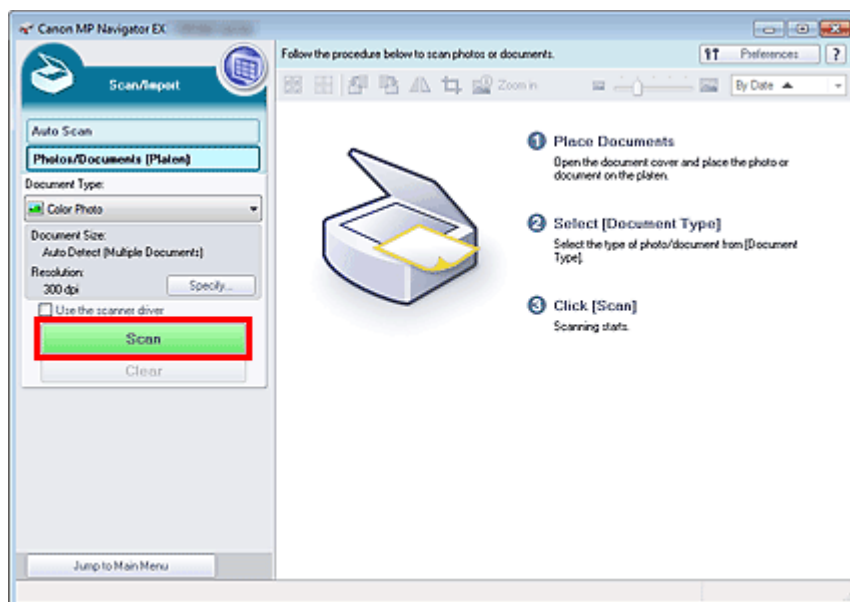 Canon MP Navigator EX
Scan/Import
Auto Scan
Photos/Documents (Platen)
Document Type:
Color Photo
Document Size:
Auto Detect (Multiple Documents)
Resolution:
300 dpi
Specify...
Use the scanner driver
Scan
Clear
Jump to Main Menu
Follow the procedure below to scan photos or documents.
Preferences
?
Zoom in
By Date
1 Place Documents
Open the document cover and place the photo or
document on the platen.
2 Select [Document Type]
Select the type of photo/document from [Document
Type].
3 Click [Scan]
Scanning starts.